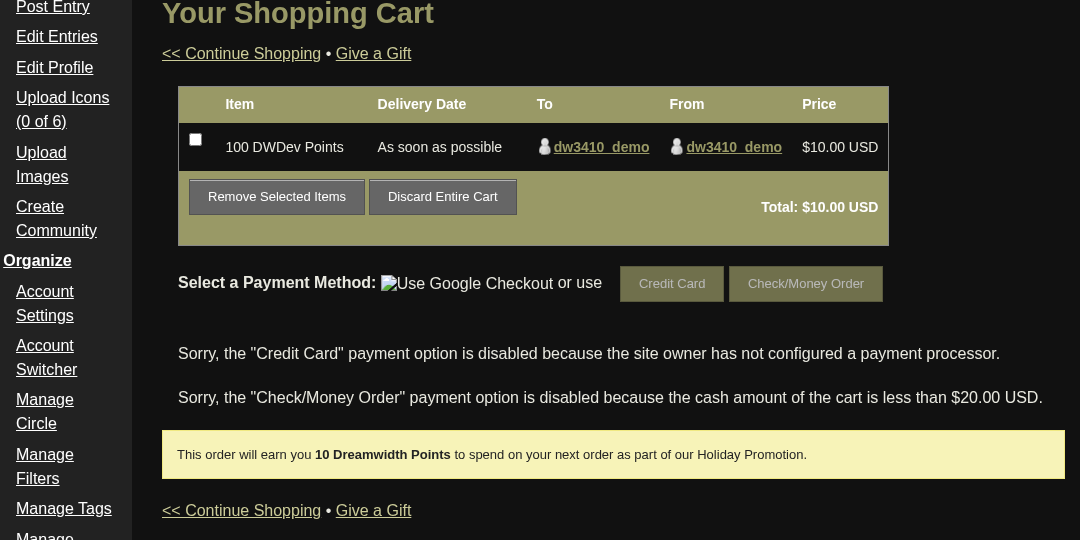 Post Entry
Edit Entries
Edit Profile
Upload Icons
(0 of 6)
Upload
Images
Create
Community
Organize
Account
Settings
Account
Switcher
Manage
Circle
Manage
Filters
Manage Tags
Manage
Your Shopping Cart
<< Continue Shopping • Give a Gift
Item Delivery Date To From Price
100 DWDev Points As soon as possible dw3410_demo dw3410_demo $10.00 USD
Remove Selected Items Discard Entire Cart
Total: $10.00 USD
Select a Payment Method: Use Google Checkout or use Credit Card Check/Money Order
Sorry, the "Credit Card" payment option is disabled because the site owner has not configured a payment processor.
Sorry, the "Check/Money Order" payment option is disabled because the cash amount of the cart is less than $20.00 USD.
This order will earn you 10 Dreamwidth Points to spend on your next order as part of our Holiday Promotion.
<< Continue Shopping • Give a Gift